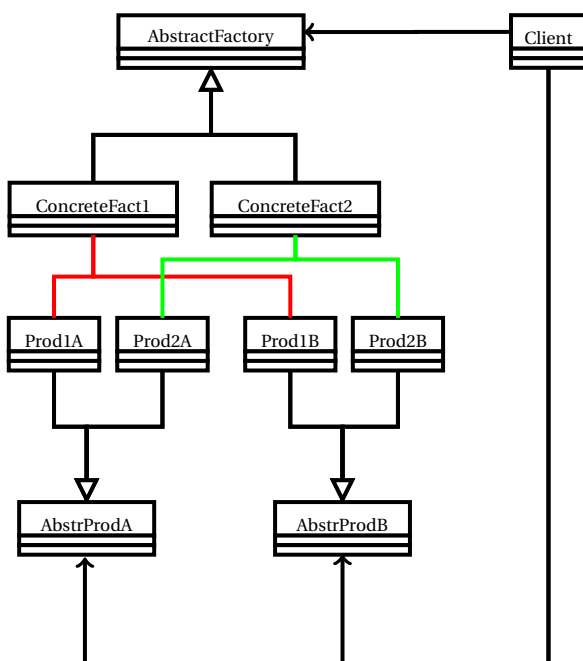 AbstractFactory
Client
ConcreteFact1
ConcreteFact2
Prod1A
Prod2A
Prod1B
Prod2B
AbstrProdA
AbstrProdB